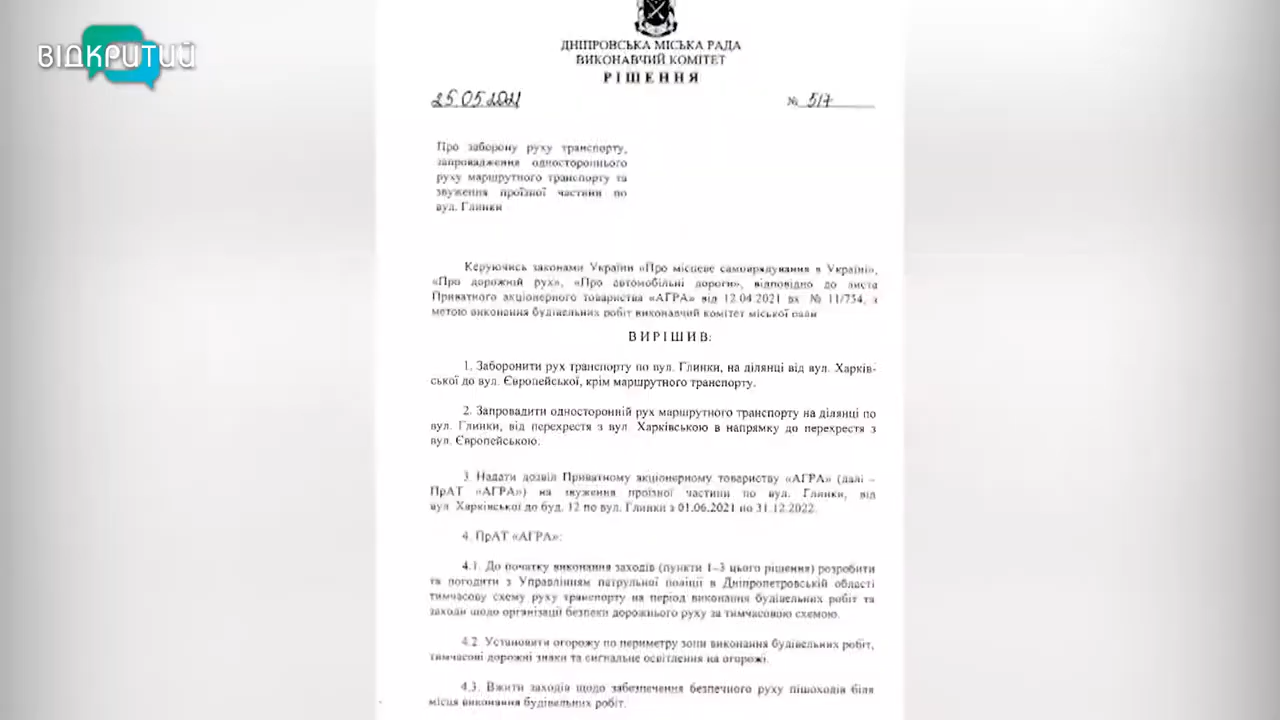 ВІДКРИТИЙ
ДНІПРОВСЬКА МІСЬКА РАДА
ВИКОНАВЧИЙ КОМІТЕТ
РІШЕННЯ
25.05.2021 № 517
Про заборону руху транспорту,
запровадження одностороннього
руху маршрутного транспорту та
звуження проїзної частини по
вул. Глинки
Керуючись законами України «Про місцеве самоврядування в Україні»,
«Про дорожній рух», «Про автомобільні дороги», відповідно до листа
Приватного акціонерного товариства «АГРА» від 12.04.2021 вх. № 11/754, з
метою виконання будівельних робіт виконавчий комітет міської ради
ВИРІШИВ:
1. Заборонити рух транспорту по вул. Глинки, на ділянці від вул. Харків-
ської до вул. Європейської, крім маршрутного транспорту.
2. Запровадити односторонній рух маршрутного транспорту на ділянці по
вул. Глинки, від перехрестя з вул. Харківською в напрямку до перехрестя з
вул. Європейською.
3. Надати дозвіл Приватному акціонерному товариству «АГРА» (далі –
ПрАТ «АГРА») на звуження проїзної частини по вул. Глинки, від
вул. Харківської до буд. 12 по вул. Глинки з 01.06.2021 по 31.12.2022.
4. ПрАТ «АГРА»:
4.1. До початку виконання заходів (пункти 1–3 цього рішення) розробити
та погодити з Управлінням патрульної поліції в Дніпропетровській області
тимчасову схему руху транспорту на період виконання будівельних робіт та
заходи щодо організації безпеки дорожнього руху за тимчасовою схемою.
4.2. Установити огорожу по периметру зони виконання будівельних робіт,
тимчасові дорожні знаки та сигнальне освітлення на огорожі.
4.3. Вжити заходів щодо забезпечення безпечного руху пішоходів біля
місця виконання будівельних робіт.